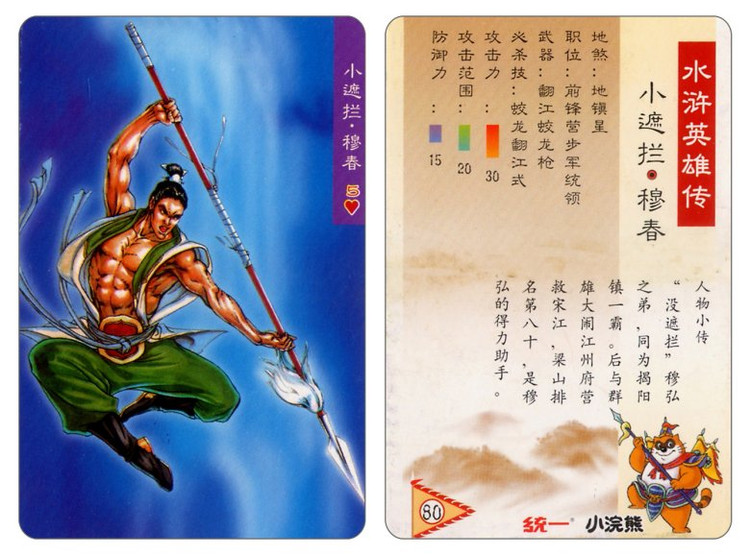 小遮拦·穆春
5
水浒英雄传
小遮拦·穆春
地煞：地镇星
职位：前锋营步军统领
武器：翻江蛟龙枪
必杀技：蛟龙翻江式
攻击力：30
攻击范围：20
防御力：15
人物小传
“没遮拦”穆弘
之弟，同为揭阳
镇一霸。后与群
雄大闹江州府营
救宋江，梁山排
名第八十，是穆
弘的得力助手。
80
统一® 小浣熊